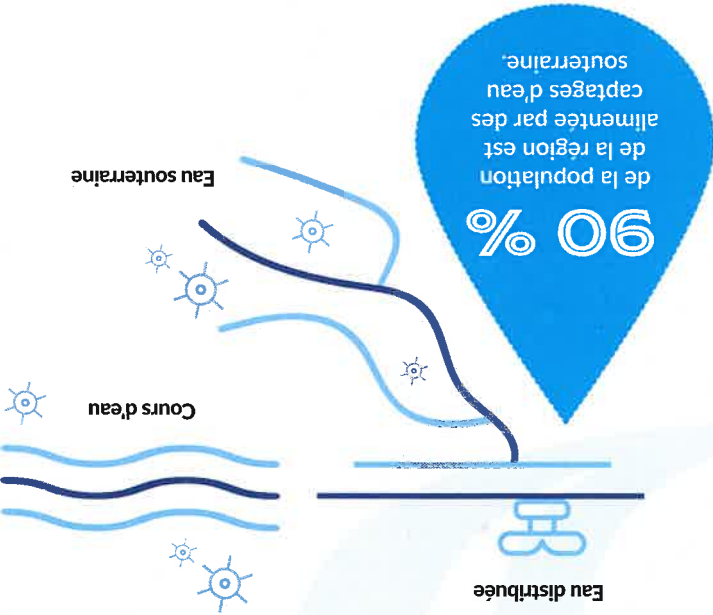 Eau distribuée
Cours d'eau
Eau souterraine
90 %
de la population
de la région est
alimentée par des
captages d'eau
souterraine.